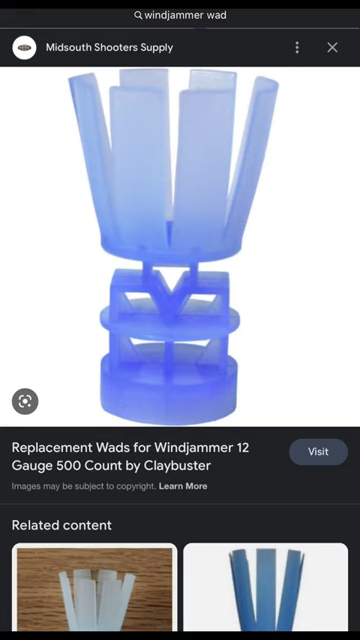 windjammer wad
Midsouth Shooters Supply
Replacement Wads for Windjammer 12
Gauge 500 Count by Claybuster
Visit
Images may be subject to copyright. Learn More
Related content